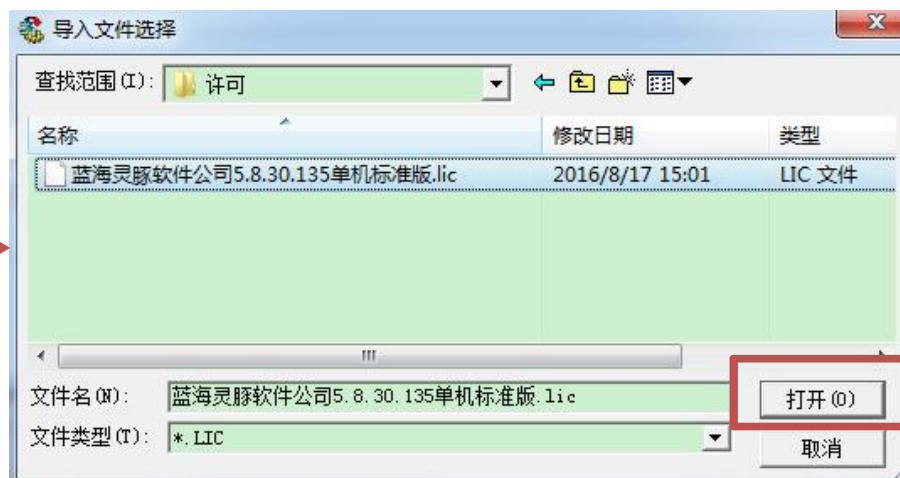 导入文件选择
查找范围(I): 许可
名称 修改日期 类型
蓝海灵豚软件公司5.8.30.135单机标准版.lic 2016/8/17 15:01 LIC 文件
文件名(N): 蓝海灵豚软件公司5.8.30.135单机标准版.lic 打开(O)
文件类型(T): *.LIC 取消